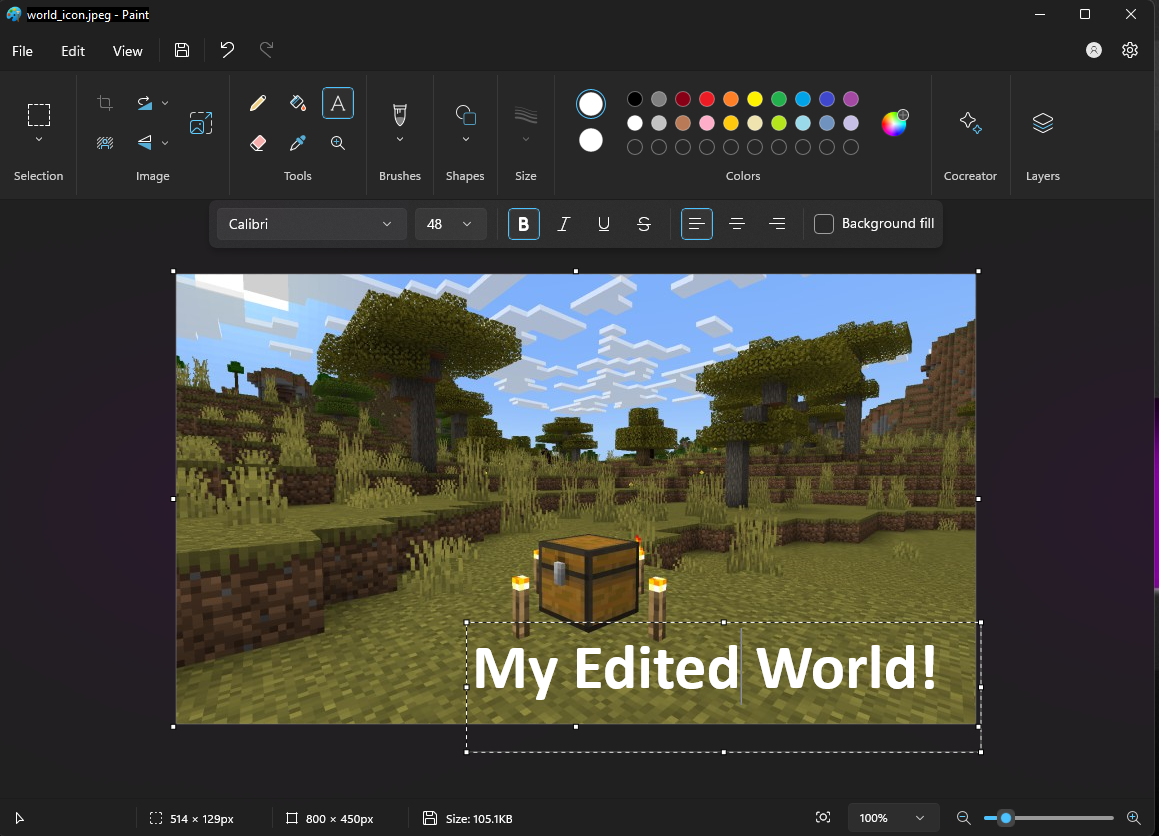 world_icon.jpeg - Paint
File Edit View
Selection Image Tools Brushes Shapes Size Colors Cocreator Layers
Calibri 48 B I U S Background fill
My Edited World!
514 × 129px 800 × 450px Size: 105.1KB 100%